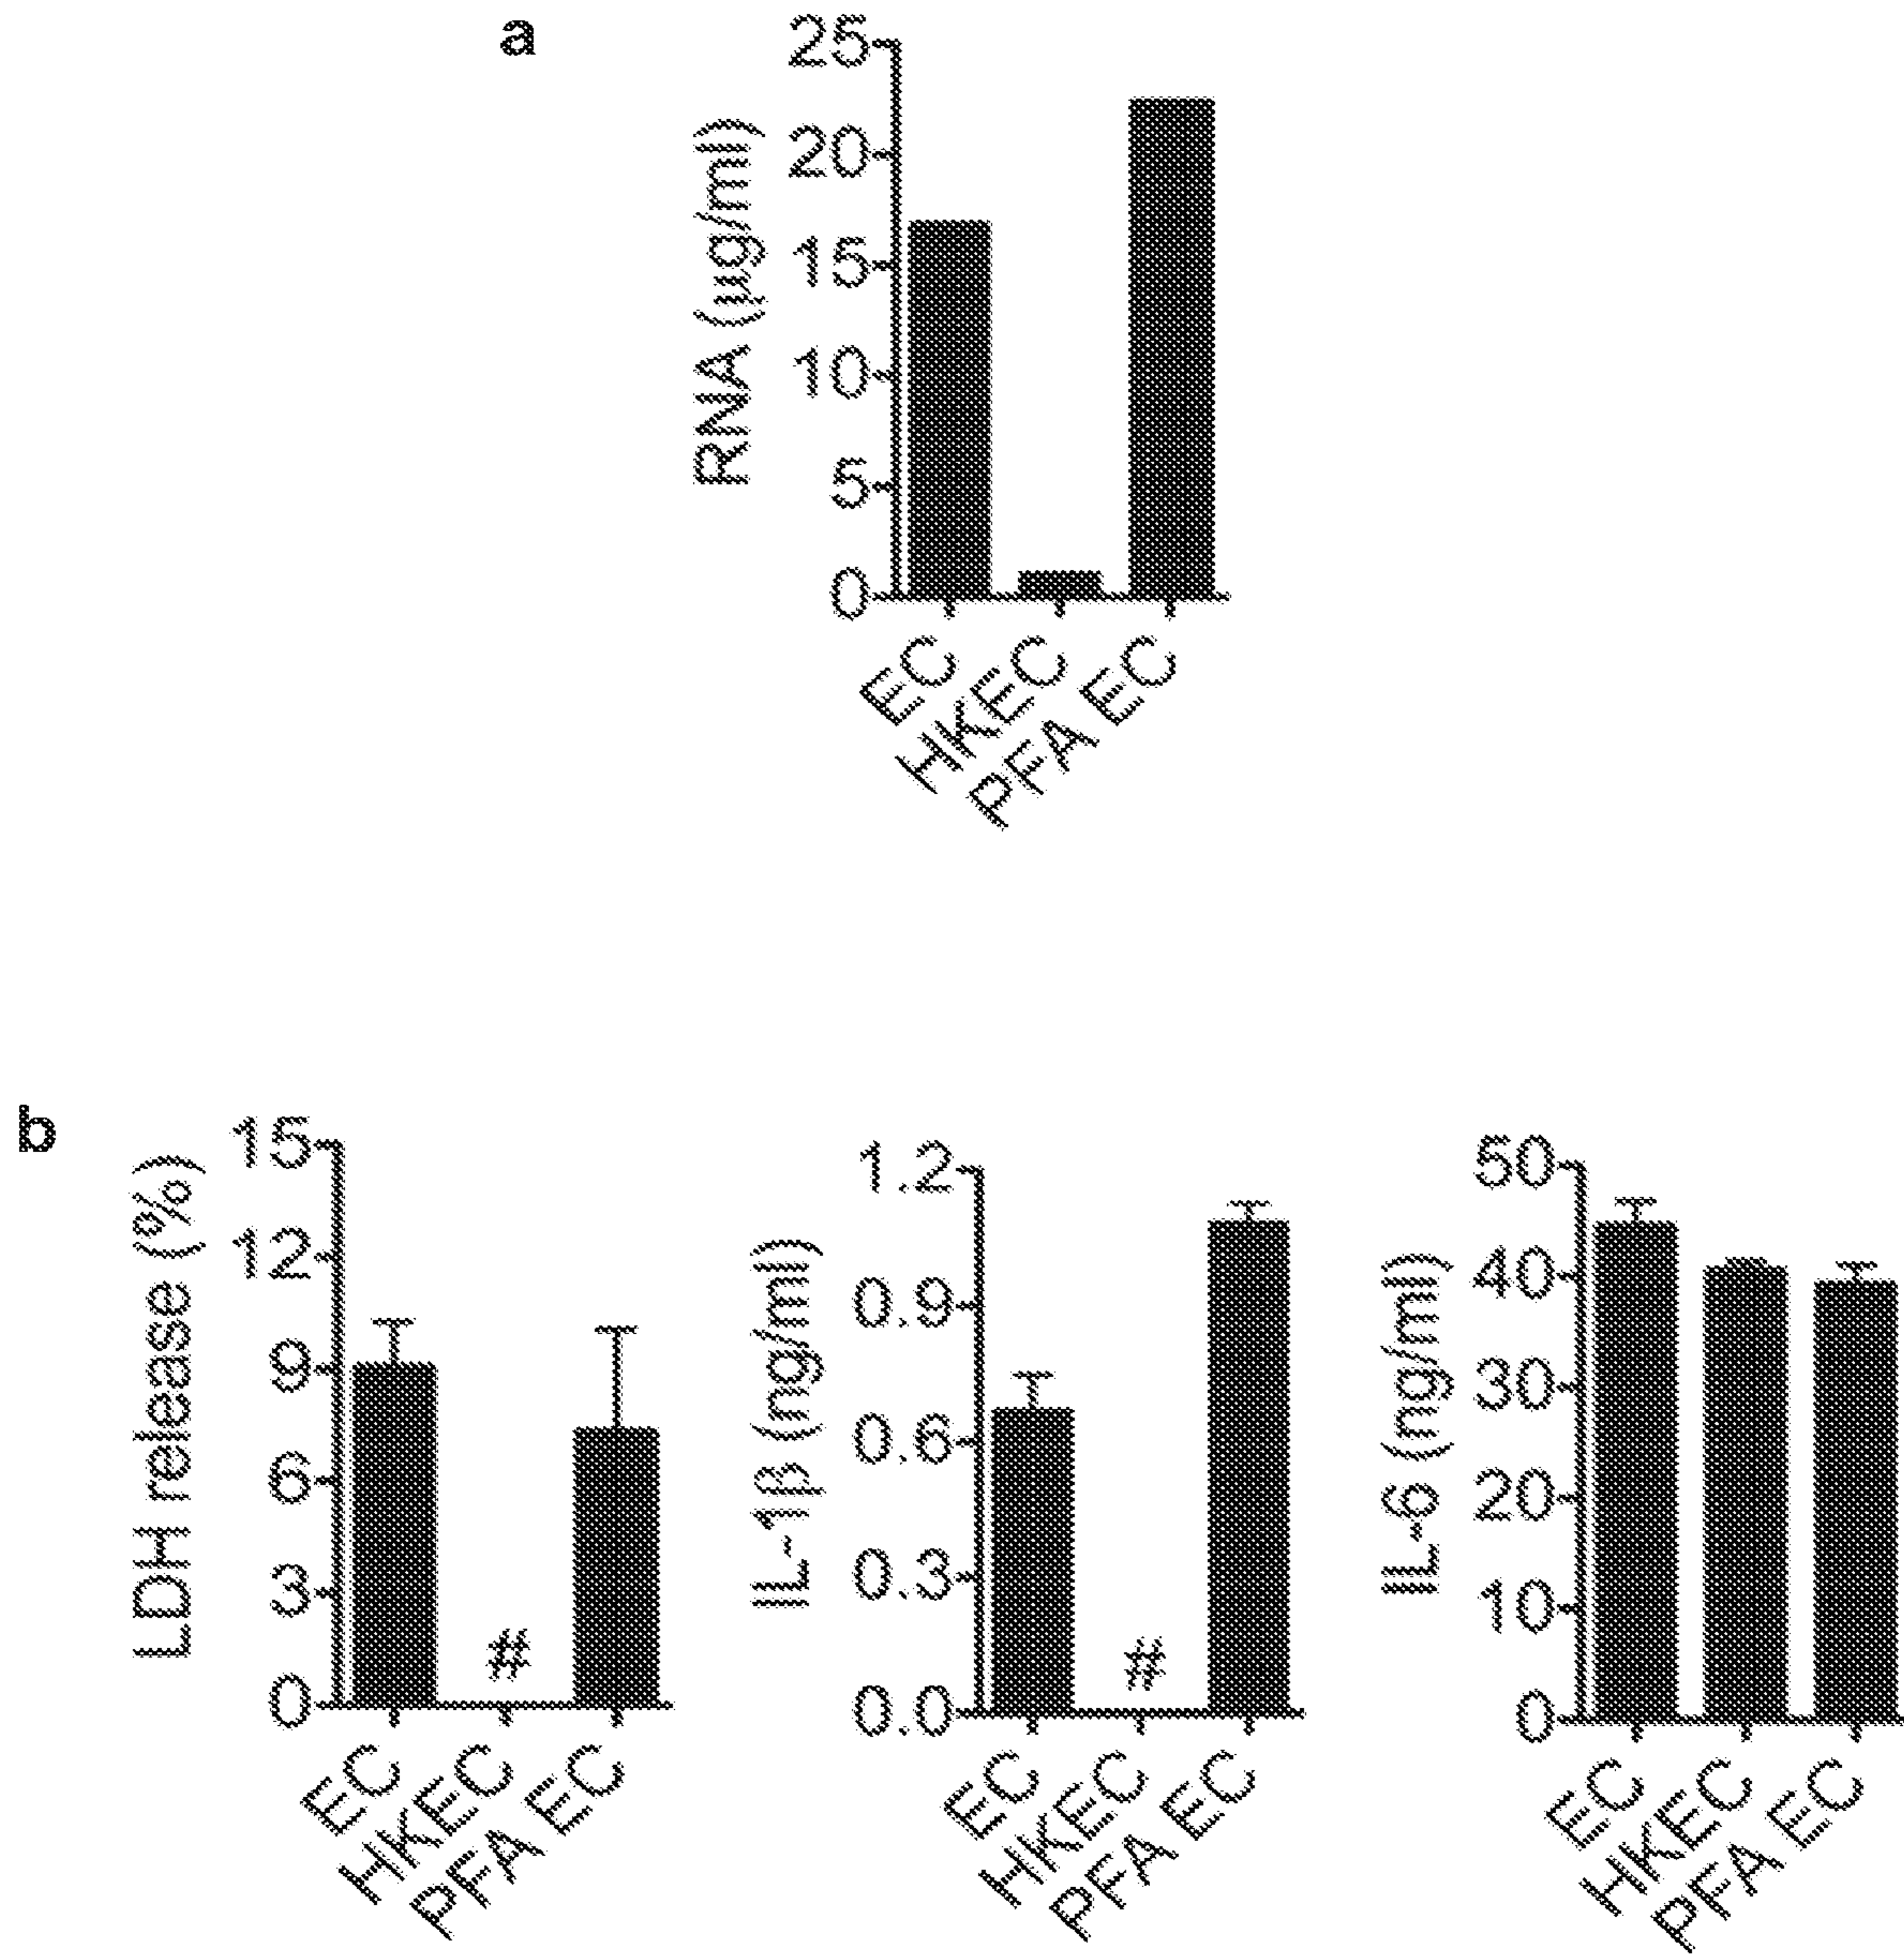 a
RNA (µg/ml)
25
20
15
10
5
0
EC
HKEC
PFA EC
b
LDH release (%)
15
12
9
6
3
0
#
EC
HKEC
PFA EC
IL-1β (ng/ml)
1.2
0.9
0.6
0.3
0.0
#
EC
HKEC
PFA EC
IL-6 (ng/ml)
50
40
30
20
10
0
EC
HKEC
PFA EC